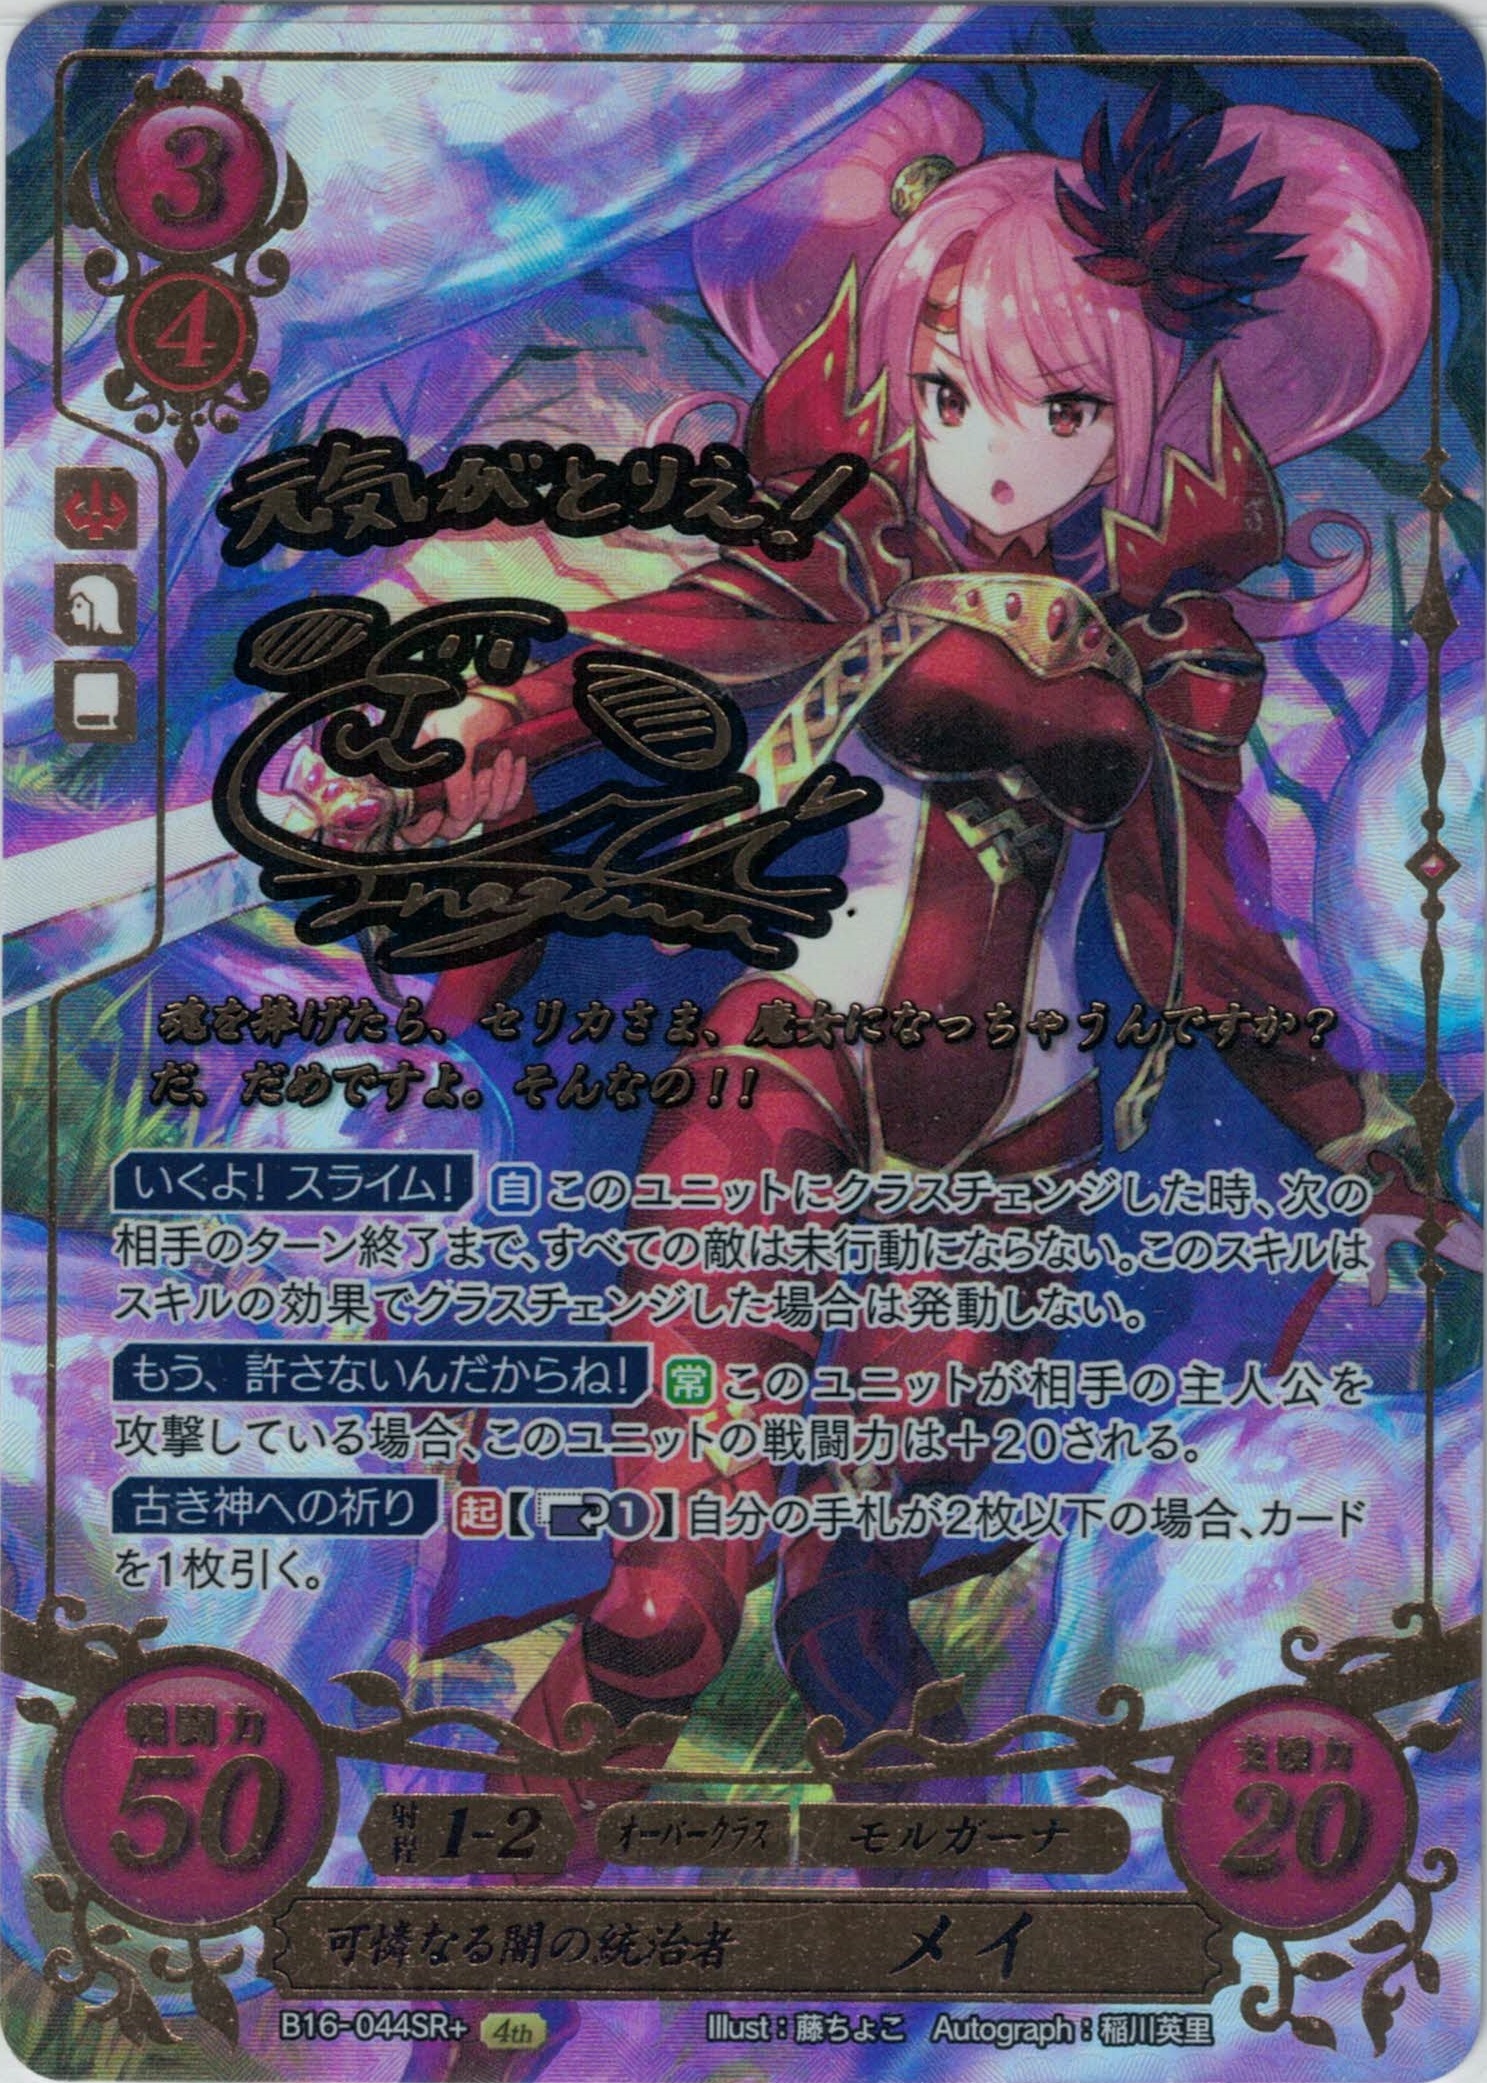 3
4
元気がとりえ！
Inagawa
魂を捧げたら、セリカさま、魔女になっちゃうんですか？
だ、だめですよ。そんなの！！
いくよ！スライム！ 自 このユニットにクラスチェンジした時、次の
相手のターン終了まで、すべての敵は未行動にならない。このスキルは
スキルの効果でクラスチェンジした場合は発動しない。
もう、許さないんだからね！ 常 このユニットが相手の主人公を
攻撃している場合、このユニットの戦闘力は＋20される。
古き神への祈り 起【1】自分の手札が2枚以下の場合、カード
を1枚引く。
戦闘力 50
射程 1-2 オーバークラス モルガーナ
支援力 20
可憐なる闇の統治者 メイ
B16-044SR+ 4th Illust：藤ちょこ Autograph：稲川英里